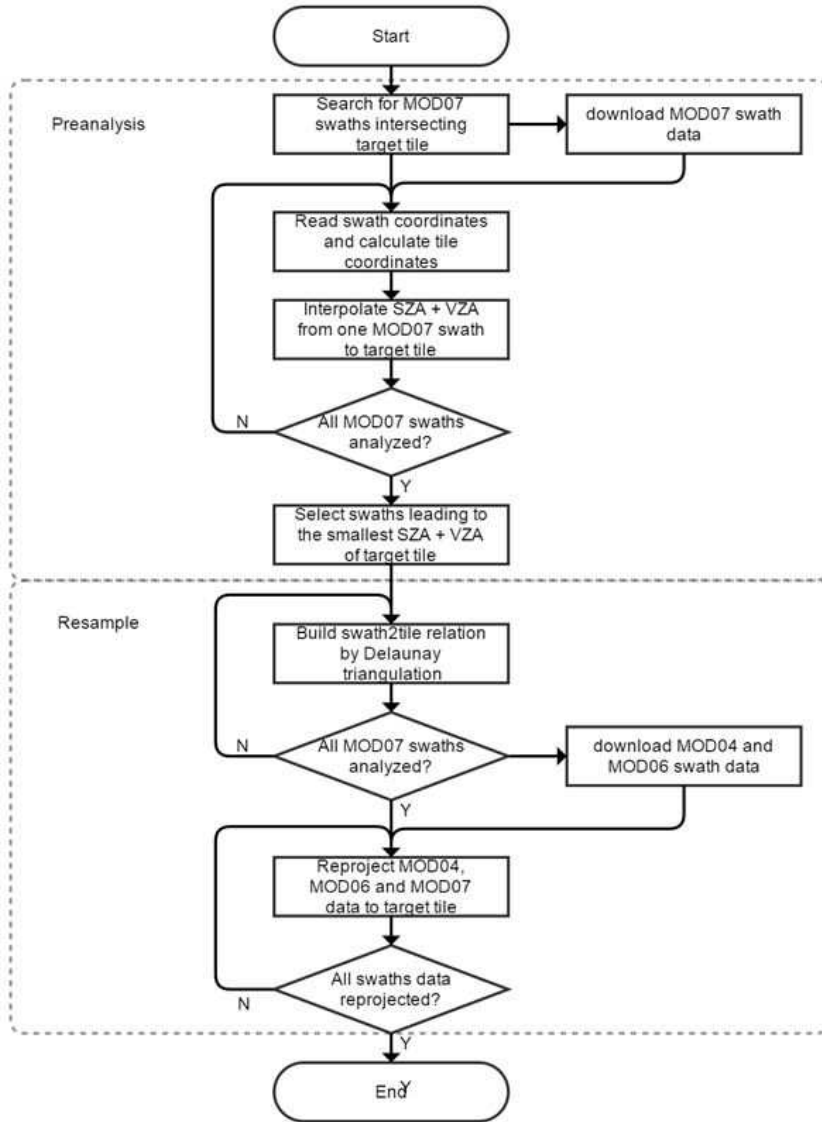 Start
Preanalysis
Search for MOD07
swaths intersecting
target tile
download MOD07 swath
data
Read swath coordinates
and calculate tile
coordinates
Interpolate SZA + VZA
from one MOD07 swath
to target tile
All MOD07 swaths
analyzed?
N
Y
Select swaths leading to
the smallest SZA + VZA
of target tile
Resample
Build swath2tile relation
by Delaunay
triangulation
All MOD07 swaths
analyzed?
N
download MOD04 and
MOD06 swath data
Y
Reproject MOD04,
MOD06 and MOD07
data to target tile
All swaths data
reprojected?
N
Y
End
Y